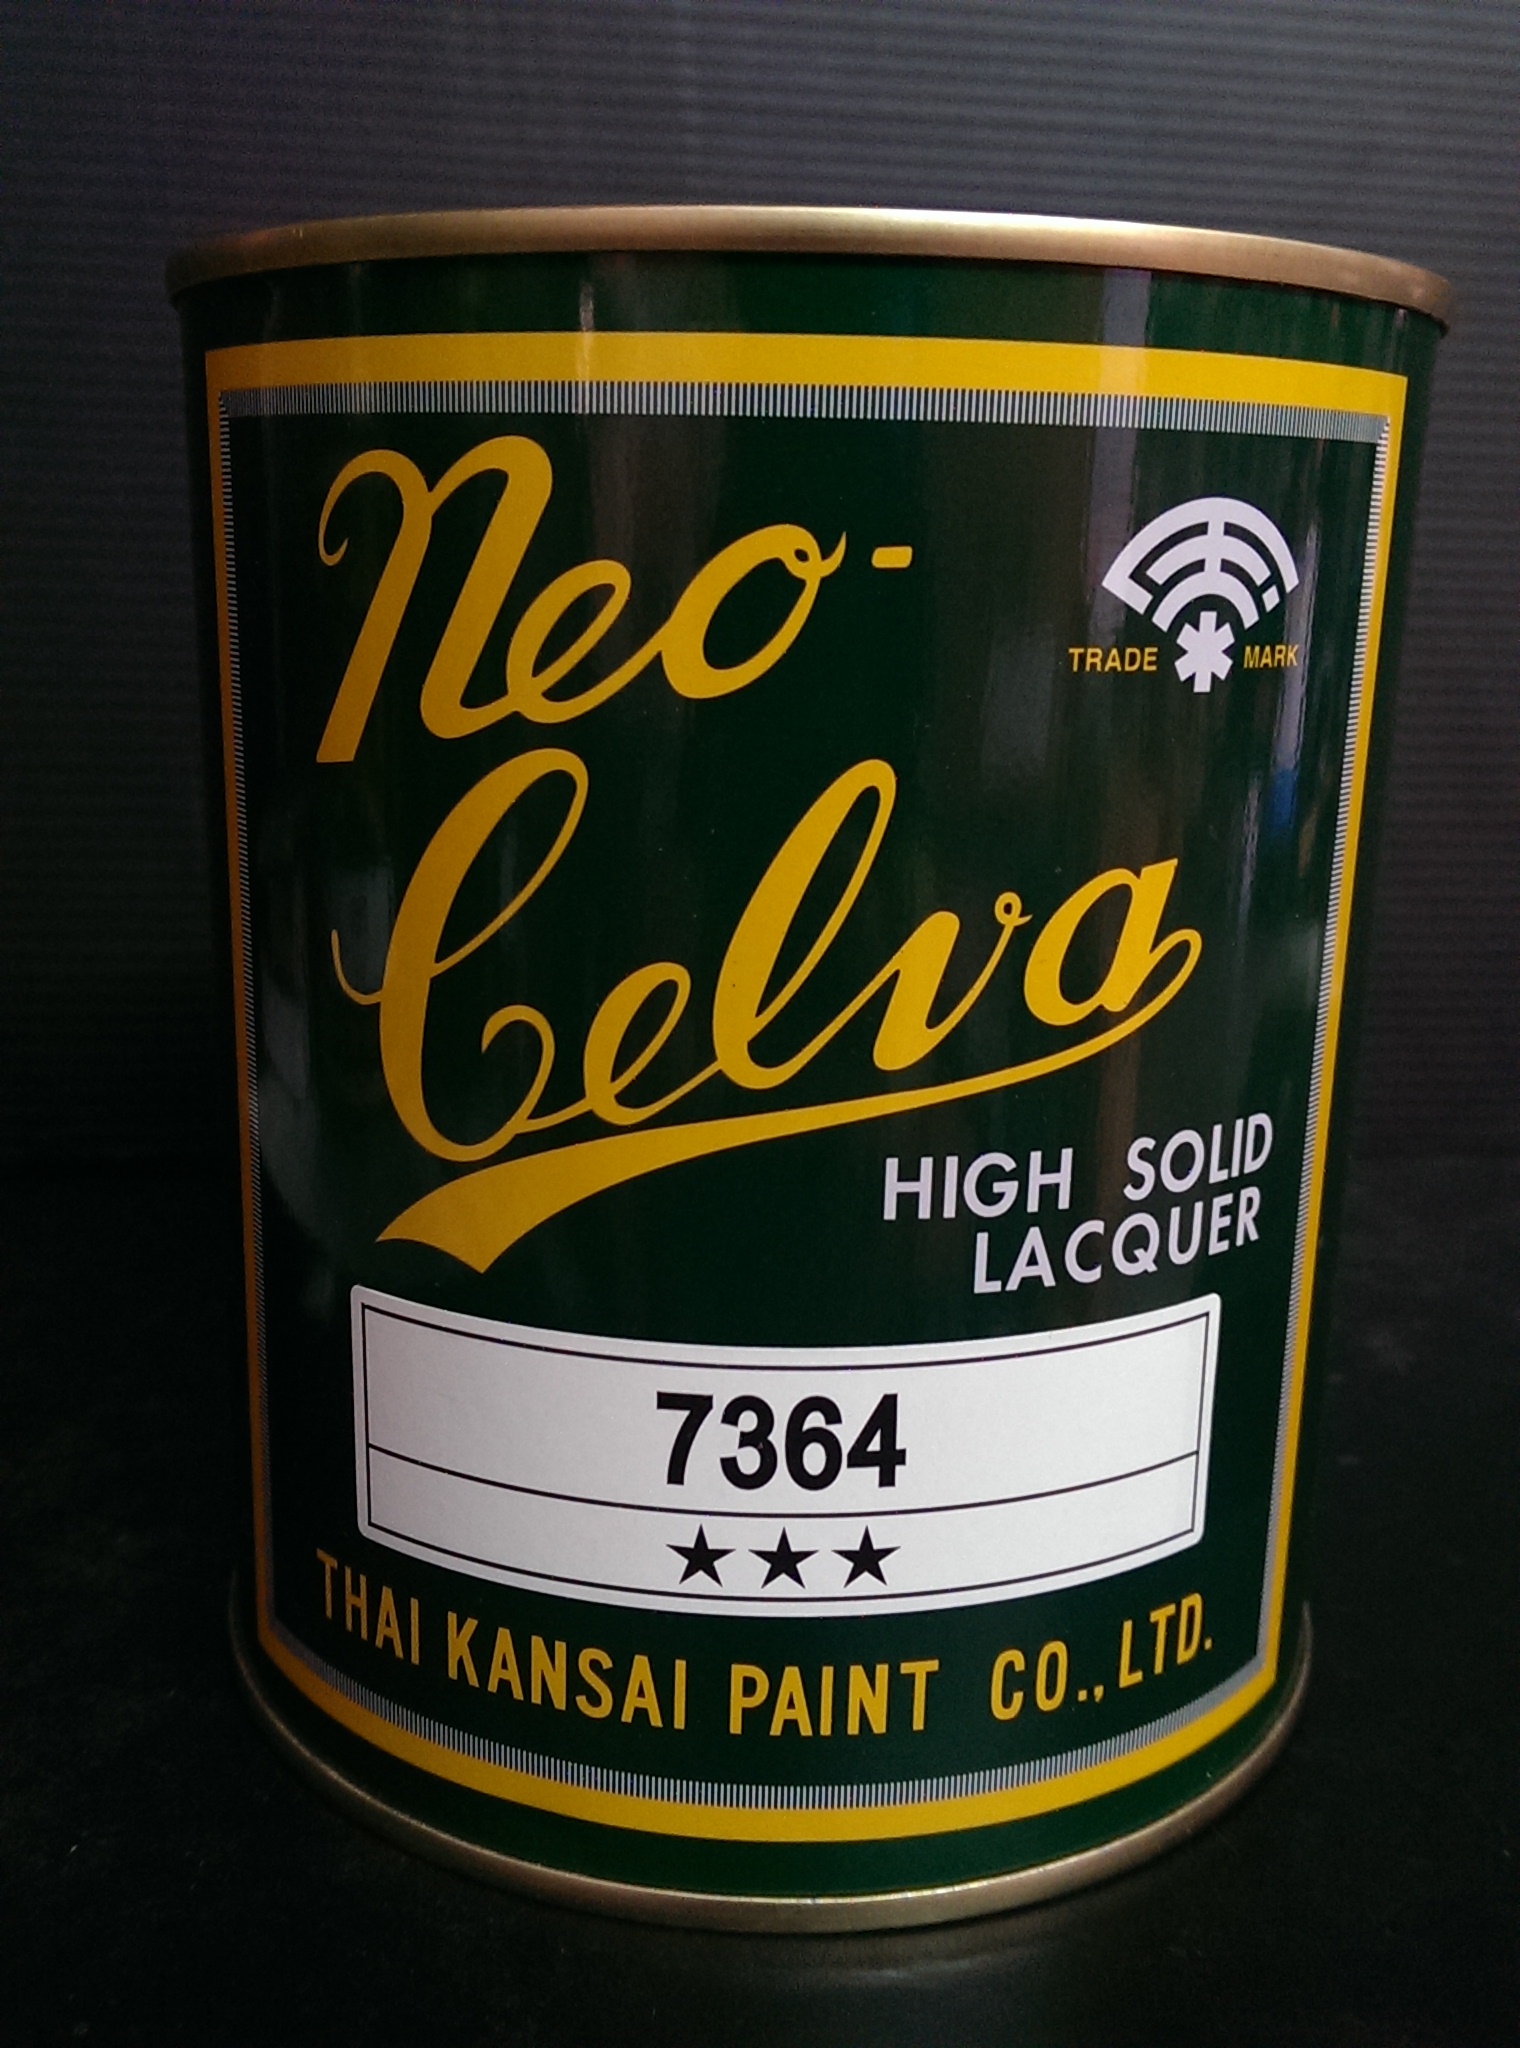 Neo-
TRADE MARK
Celva
HIGH SOLID
LACQUER
7364
★★★
THAI KANSAI PAINT CO., LTD.